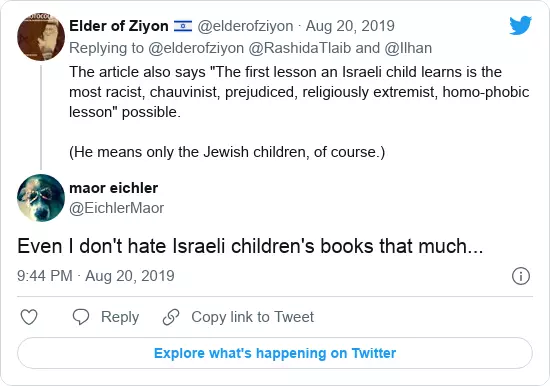 Elder of Ziyon 🇮🇱 @elderofziyon · Aug 20, 2019
Replying to @elderofziyon @RashidaTlaib and @Ilhan
The article also says "The first lesson an Israeli child learns is the
most racist, chauvinist, prejudiced, religiously extremist, homo-phobic
lesson" possible.
(He means only the Jewish children, of course.)
maor eichler
@EichlerMaor
Even I don't hate Israeli children's books that much...
9:44 PM · Aug 20, 2019
Reply
Copy link to Tweet
Explore what's happening on Twitter